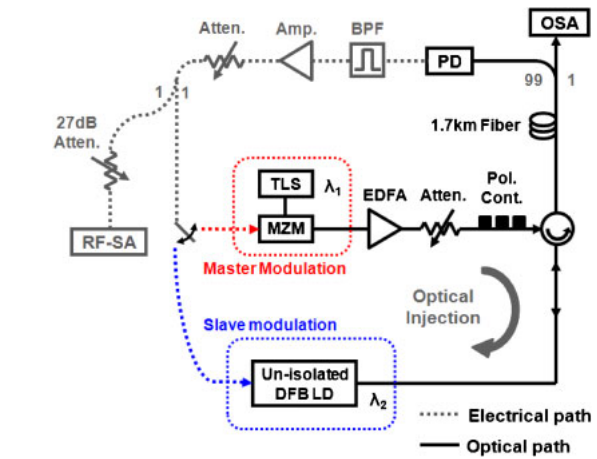 OSA
Atten.
Amp.
BPF
PD
99
1
1
1
27dB
Atten.
1.7km Fiber
RF-SA
TLS
λ1
MZM
EDFA
Atten.
Pol.
Cont.
Master Modulation
Optical
Injection
Slave modulation
Un-isolated
DFB LD
λ2
Electrical path
Optical path